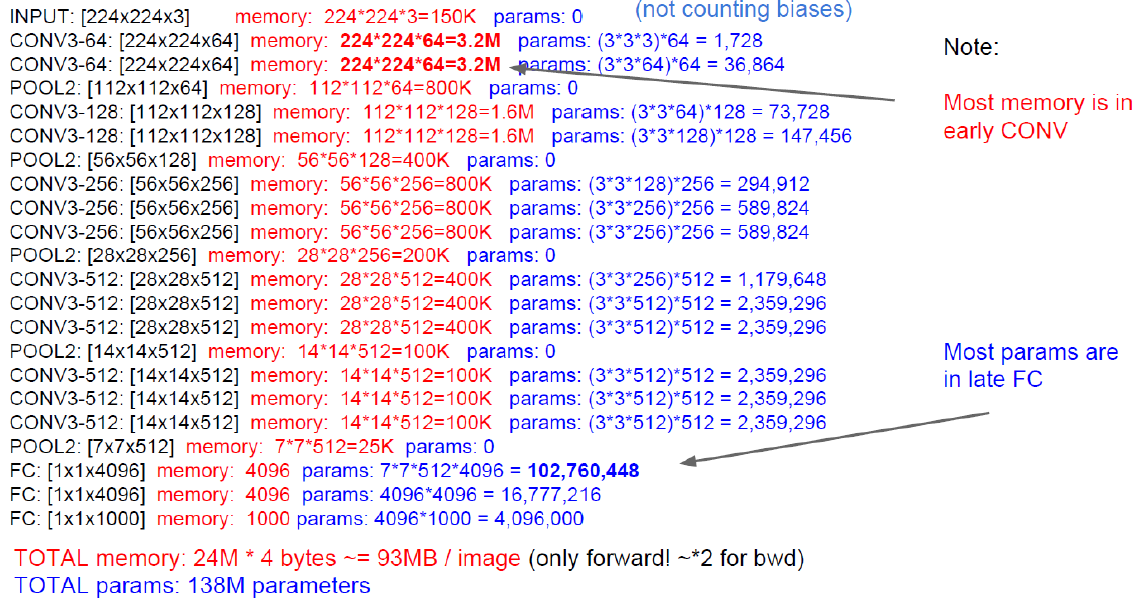 (not counting biases)
INPUT: [224x224x3] memory: 224*224*3=150K params: 0
CONV3-64: [224x224x64] memory: 224*224*64=3.2M params: (3*3*3)*64 = 1,728
CONV3-64: [224x224x64] memory: 224*224*64=3.2M params: (3*3*64)*64 = 36,864
POOL2: [112x112x64] memory: 112*112*64=800K params: 0
CONV3-128: [112x112x128] memory: 112*112*128=1.6M params: (3*3*64)*128 = 73,728
CONV3-128: [112x112x128] memory: 112*112*128=1.6M params: (3*3*128)*128 = 147,456
POOL2: [56x56x128] memory: 56*56*128=400K params: 0
CONV3-256: [56x56x256] memory: 56*56*256=800K params: (3*3*128)*256 = 294,912
CONV3-256: [56x56x256] memory: 56*56*256=800K params: (3*3*256)*256 = 589,824
CONV3-256: [56x56x256] memory: 56*56*256=800K params: (3*3*256)*256 = 589,824
POOL2: [28x28x256] memory: 28*28*256=200K params: 0
CONV3-512: [28x28x512] memory: 28*28*512=400K params: (3*3*256)*512 = 1,179,648
CONV3-512: [28x28x512] memory: 28*28*512=400K params: (3*3*512)*512 = 2,359,296
CONV3-512: [28x28x512] memory: 28*28*512=400K params: (3*3*512)*512 = 2,359,296
POOL2: [14x14x512] memory: 14*14*512=100K params: 0
CONV3-512: [14x14x512] memory: 14*14*512=100K params: (3*3*512)*512 = 2,359,296
CONV3-512: [14x14x512] memory: 14*14*512=100K params: (3*3*512)*512 = 2,359,296
CONV3-512: [14x14x512] memory: 14*14*512=100K params: (3*3*512)*512 = 2,359,296
POOL2: [7x7x512] memory: 7*7*512=25K params: 0
FC: [1x1x4096] memory: 4096 params: 7*7*512*4096 = 102,760,448
FC: [1x1x4096] memory: 4096 params: 4096*4096 = 16,777,216
FC: [1x1x1000] memory: 1000 params: 4096*1000 = 4,096,000
TOTAL memory: 24M * 4 bytes ~= 93MB / image (only forward! ~*2 for bwd)
TOTAL params: 138M parameters
Note:
Most memory is in
early CONV
Most params are
in late FC